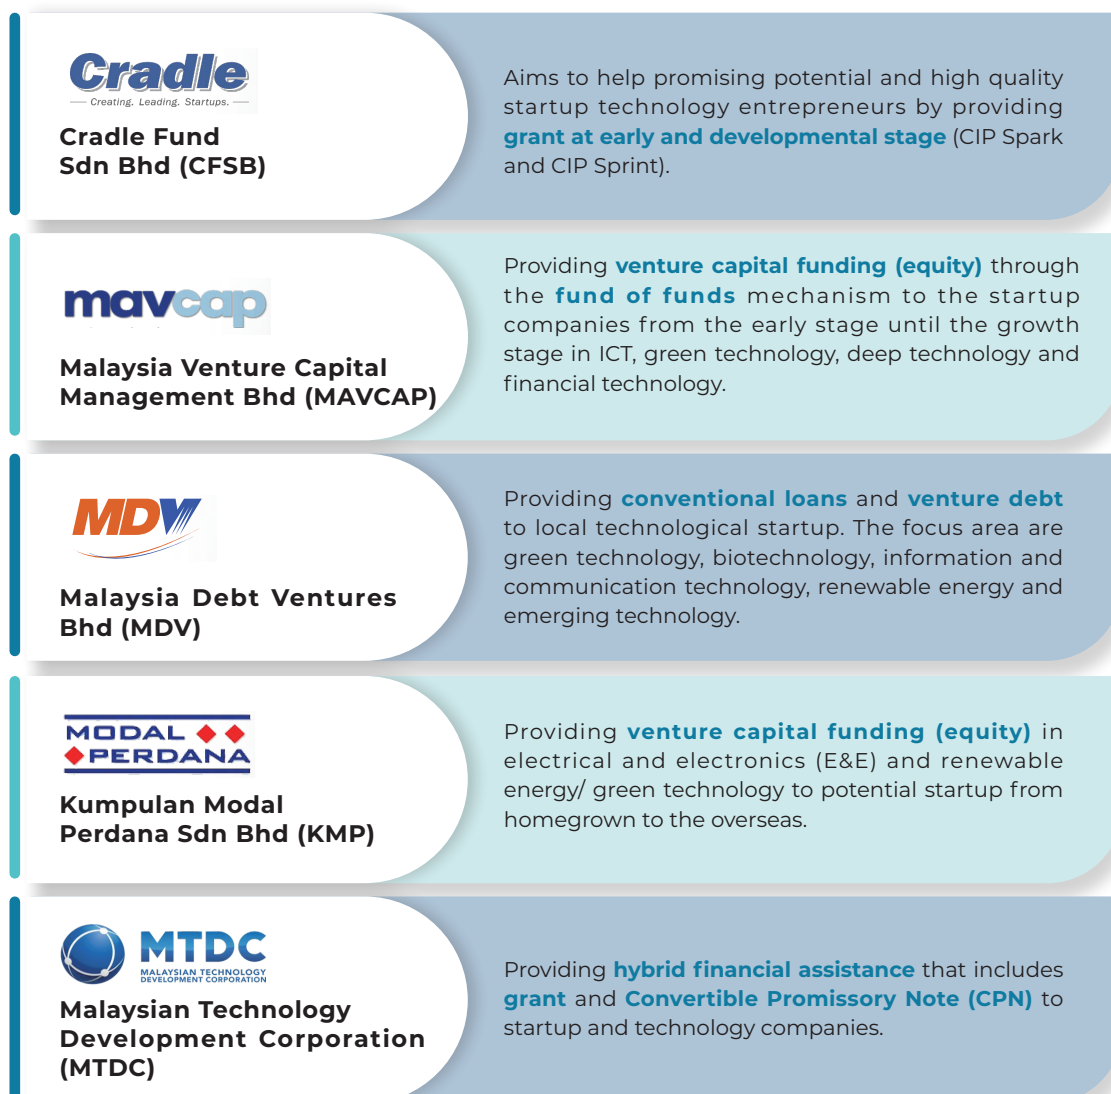 Cradle
Creating. Leading. Startups.
Cradle Fund
Sdn Bhd (CFSB)
Aims to help promising potential and high quality
startup technology entrepreneurs by providing
grant at early and developmental stage (CIP Spark
and CIP Sprint).
mavcap
Malaysia Venture Capital
Management Bhd (MAVCAP)
Providing venture capital funding (equity) through
the fund of funds mechanism to the startup
companies from the early stage until the growth
stage in ICT, green technology, deep technology and
financial technology.
MDV
Malaysia Debt Ventures
Bhd (MDV)
Providing conventional loans and venture debt
to local technological startup. The focus area are
green technology, biotechnology, information and
communication technology, renewable energy and
emerging technology.
MODAL
PERDANA
Kumpulan Modal
Perdana Sdn Bhd (KMP)
Providing venture capital funding (equity) in
electrical and electronics (E&E) and renewable
energy/ green technology to potential startup from
homegrown to the overseas.
MTDC
MALAYSIAN TECHNOLOGY
DEVELOPMENT CORPORATION
Malaysian Technology
Development Corporation
(MTDC)
Providing hybrid financial assistance that includes
grant and Convertible Promissory Note (CPN) to
startup and technology companies.